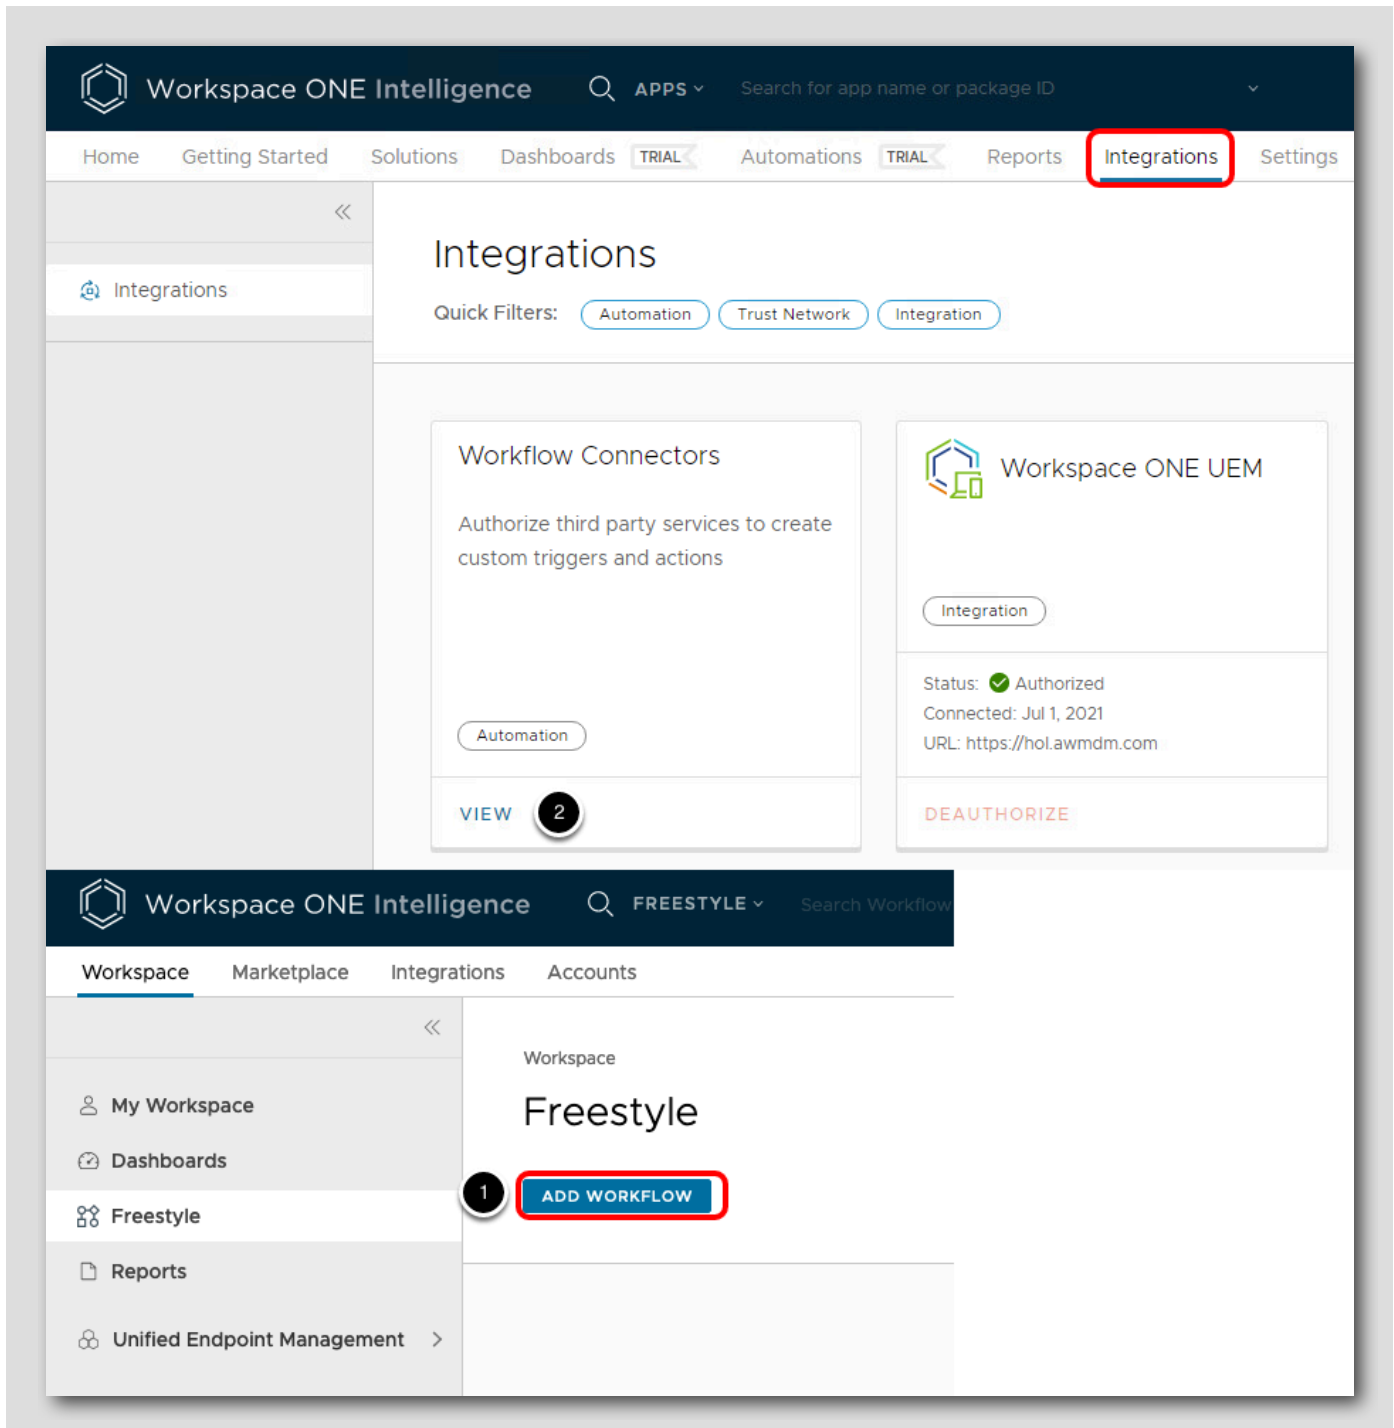 Workspace ONE Intelligence APPS Search for app name or package ID
Home Getting Started Solutions Dashboards TRIAL Automations TRIAL Reports Integrations Settings
Integrations
Integrations
Quick Filters: Automation Trust Network Integration
Workflow Connectors
Authorize third party services to create
custom triggers and actions
Automation
VIEW 2
Workspace ONE UEM
Integration
Status: Authorized
Connected: Jul 1, 2021
URL: https://hol.awmdm.com
DEAUTHORIZE
Workspace ONE Intelligence FREESTYLE Search Workflow
Workspace Marketplace Integrations Accounts
My Workspace
Dashboards
Freestyle
Reports
Unified Endpoint Management
Workspace
Freestyle
1 ADD WORKFLOW